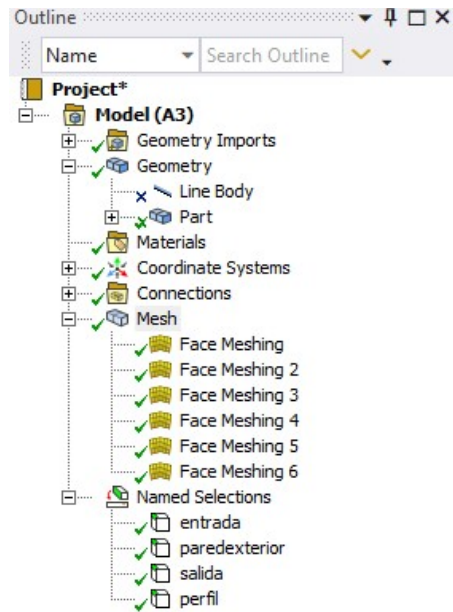 Outline
Name Search Outline
Project*
Model (A3)
Geometry Imports
Geometry
Line Body
Part
Materials
Coordinate Systems
Connections
Mesh
Face Meshing
Face Meshing 2
Face Meshing 3
Face Meshing 4
Face Meshing 5
Face Meshing 6
Named Selections
entrada
paredexterior
salida
perfil